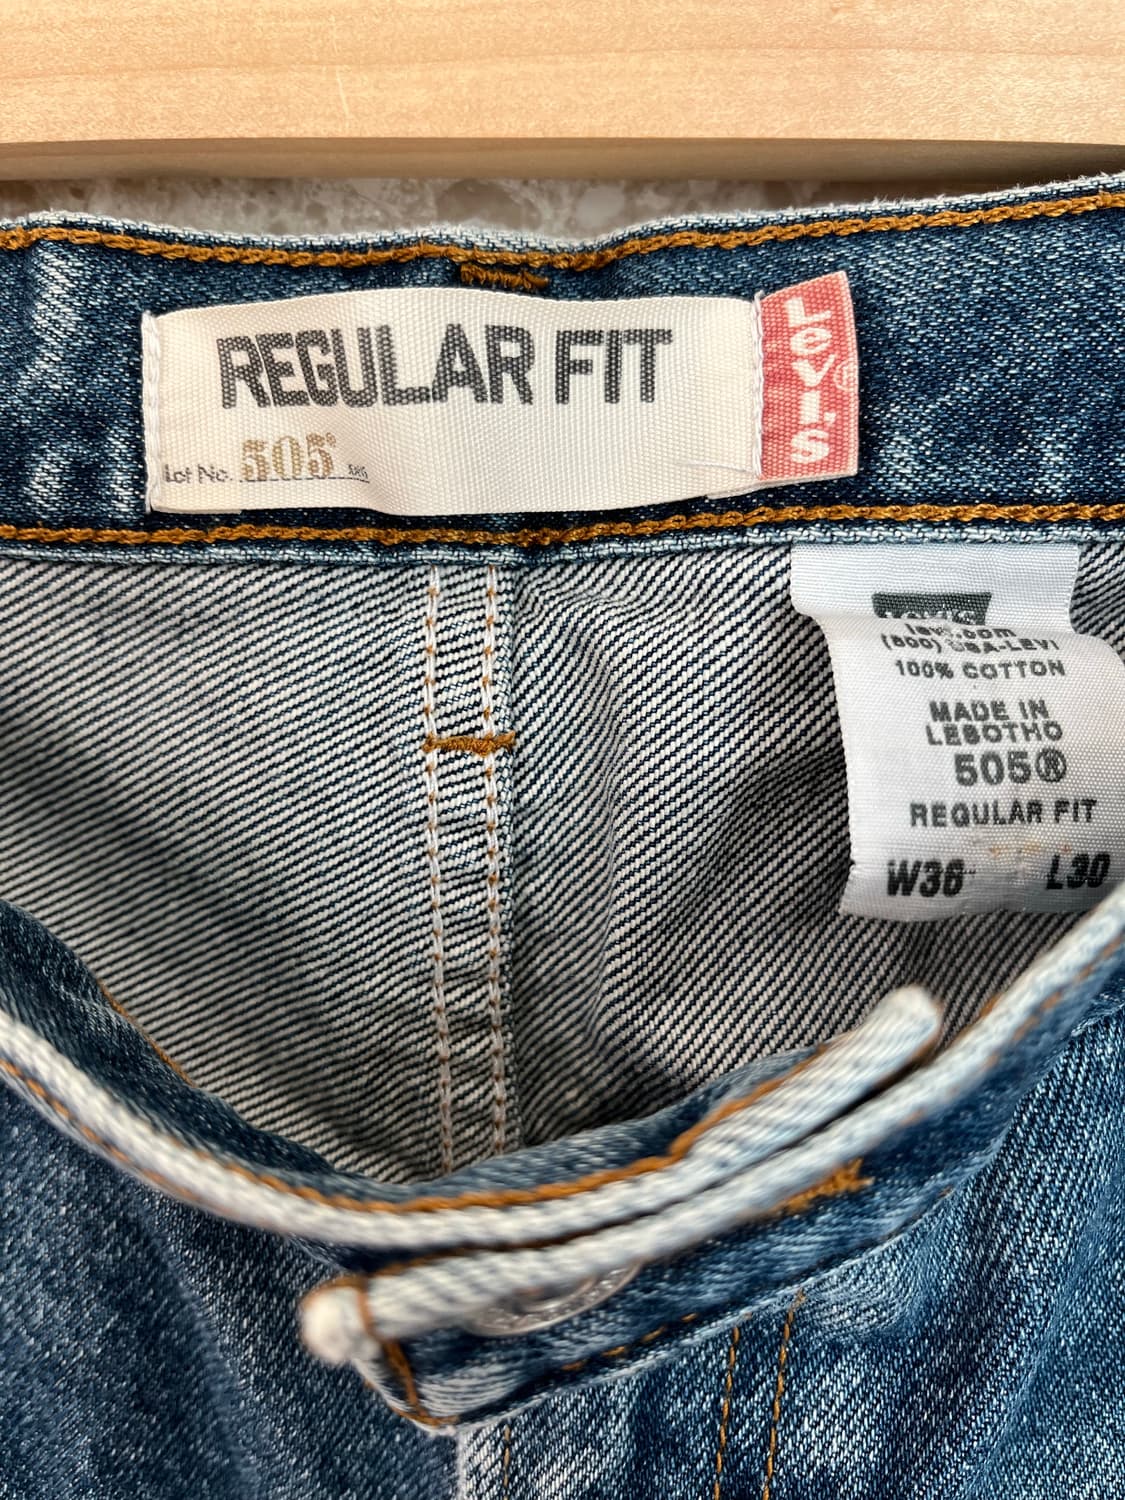 REGULAR FIT
Lot No. 505®
LEVI'S
®
levi.com
(800) USA-LEVI
100% COTTON
MADE IN
LESOTHO
505®
REGULAR FIT
W36 L30